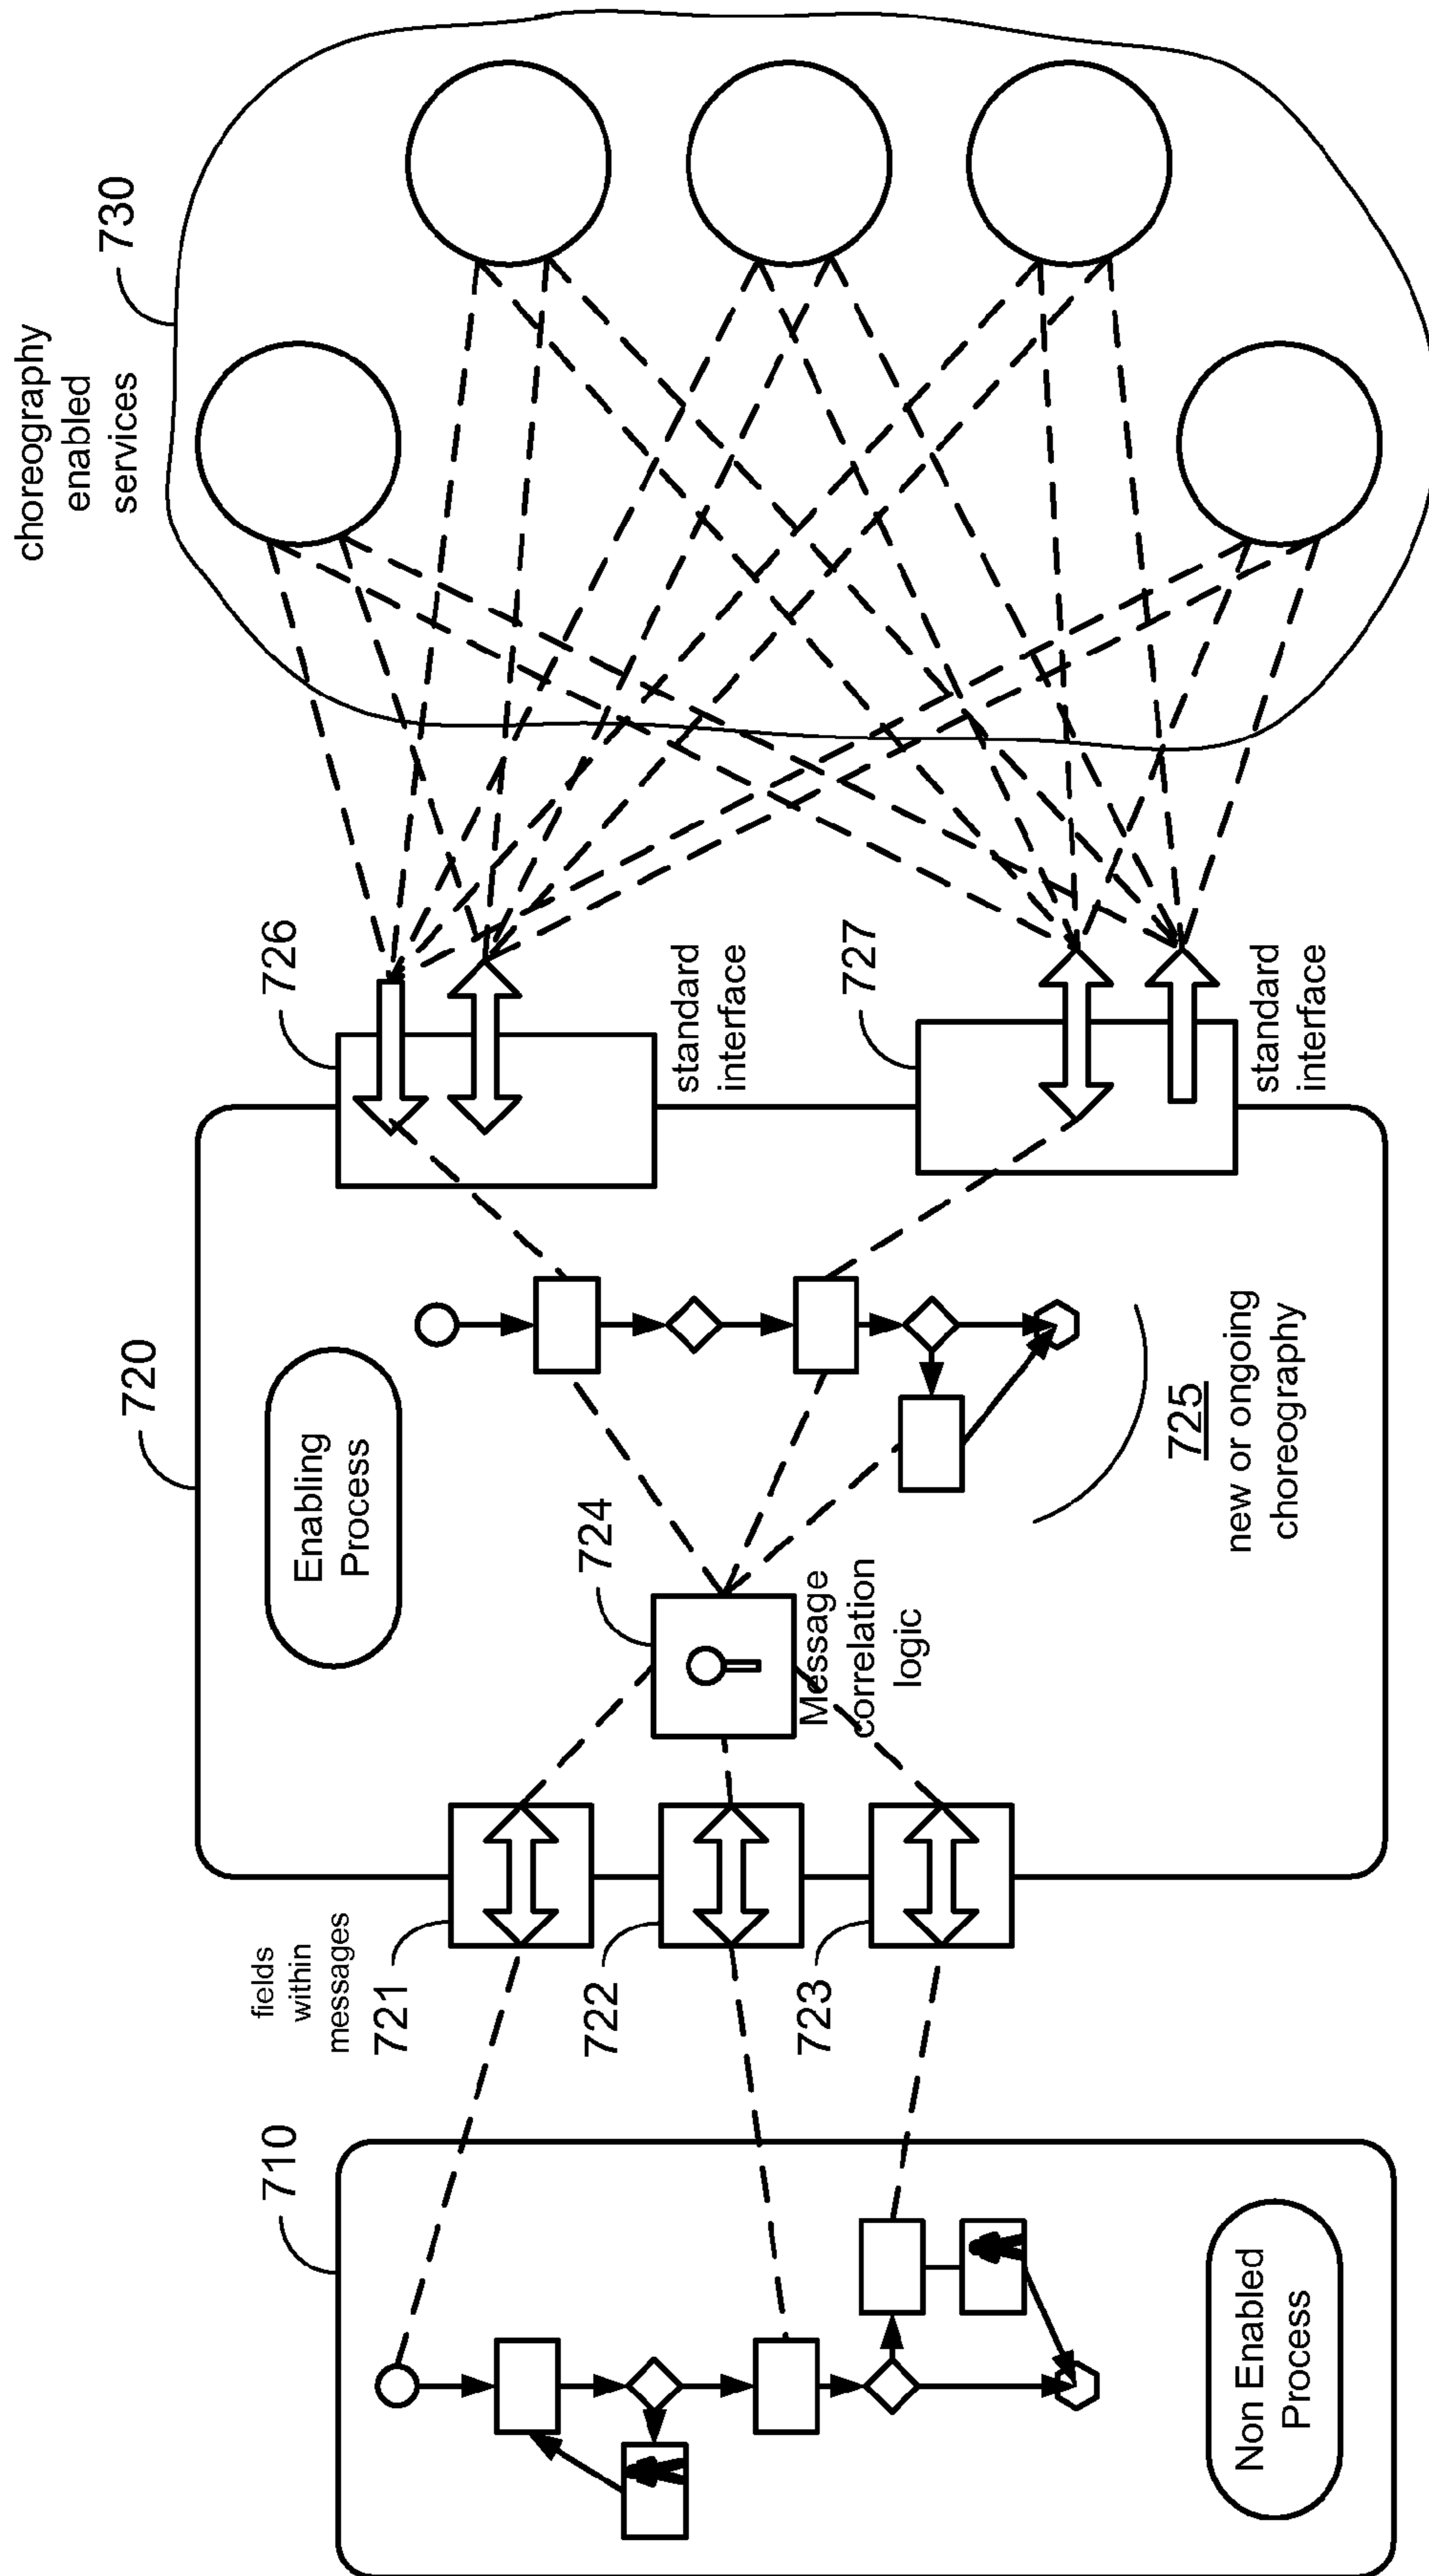 710
Non Enabled
Process
fields
within
messages
721
722
723
720
Enabling
Process
724
Message
correlation
logic
725
new or ongoing
choreography
726
standard
interface
727
standard
interface
choreography
enabled
services
730